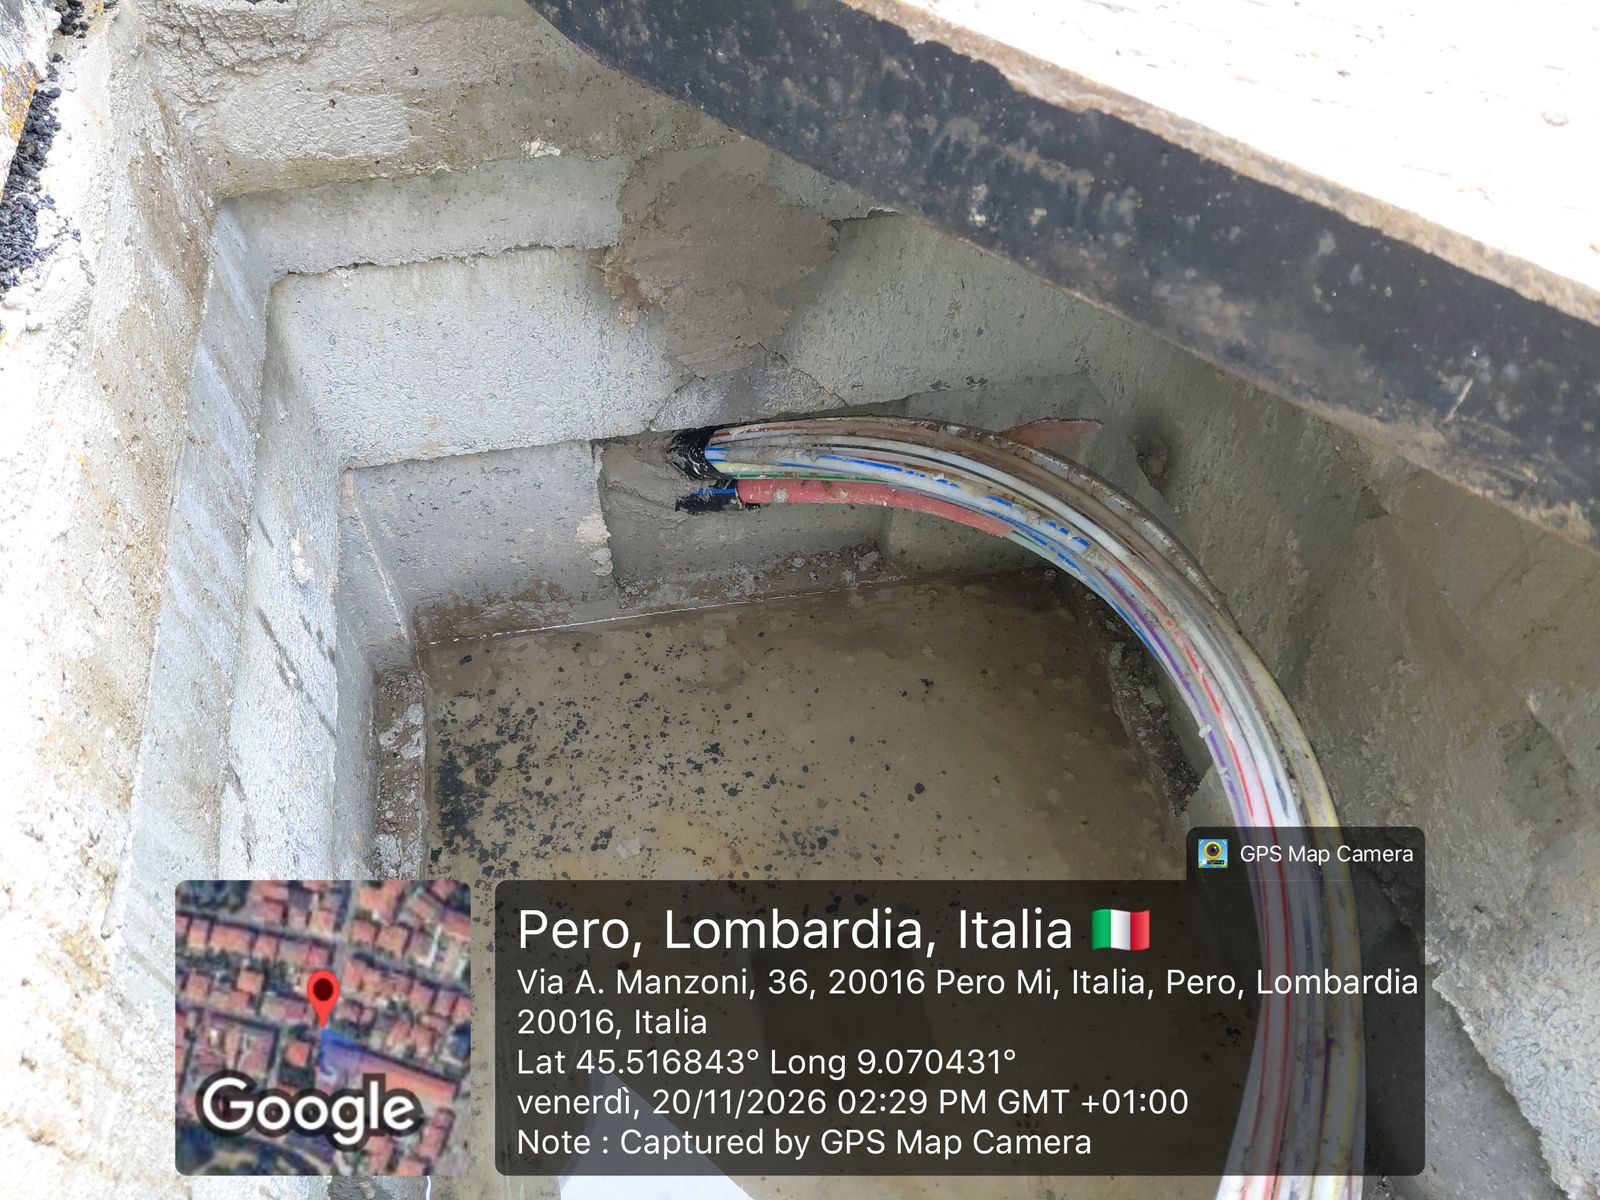 GPS Map Camera
Pero, Lombardia, Italia 🇮🇹
Via A. Manzoni, 36, 20016 Pero Mi, Italia, Pero, Lombardia
20016, Italia
Lat 45.516843° Long 9.070431°
venerdì, 20/11/2026 02:29 PM GMT +01:00
Note : Captured by GPS Map Camera
Google